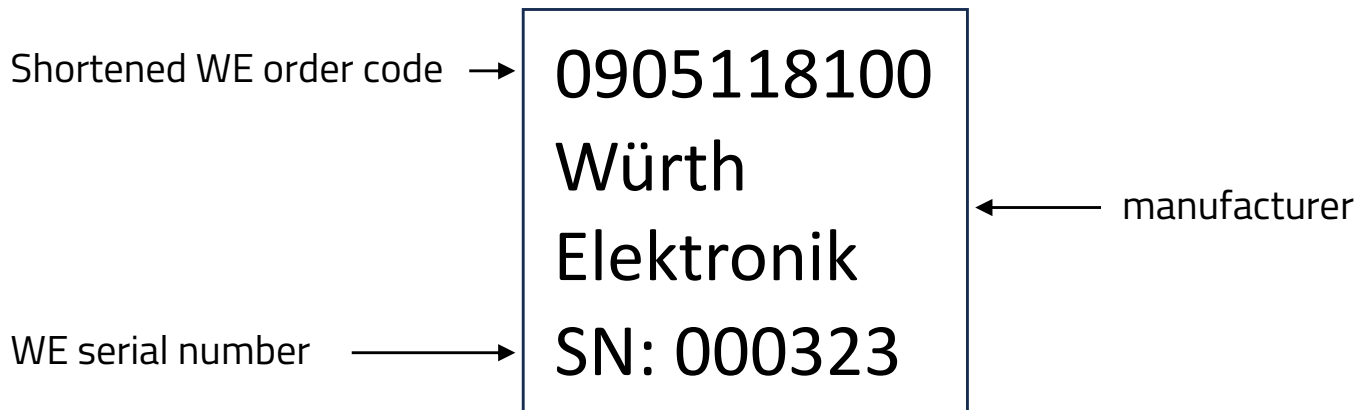 Shortened WE order code
0905118100
Würth
Elektronik
manufacturer
WE serial number
SN: 000323